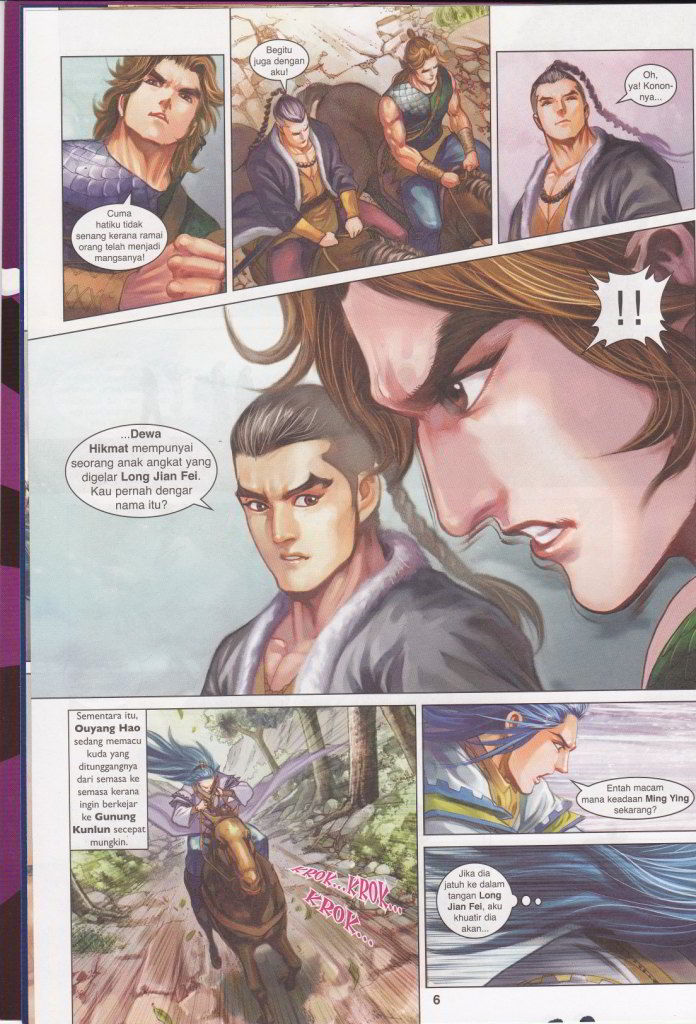 Cuma
hatiku tidak
senang kerana ramai
orang telah menjadi
mangsanya!
Begitu
juga dengan
aku!
Oh,
ya! Konon-
nya...
!!
...Dewa
Hikmat mempunyai
seorang anak angkat yang
digelar Long Jian Fei.
Kau pernah dengar
nama itu?
Sementara itu,
Ouyang Hao
sedang memacu
kuda yang
ditunggangnya
dari semasa ke
semasa kerana
ingin berkejar
ke Gunung
Kunlun secepat
mungkin.
KROK...KROK...
KROK...
Entah macam
mana keadaan Ming Ying
sekarang?
Jika dia
jatuh ke dalam
tangan Long
Jian Fei, aku
khuatir dia
akan...
6